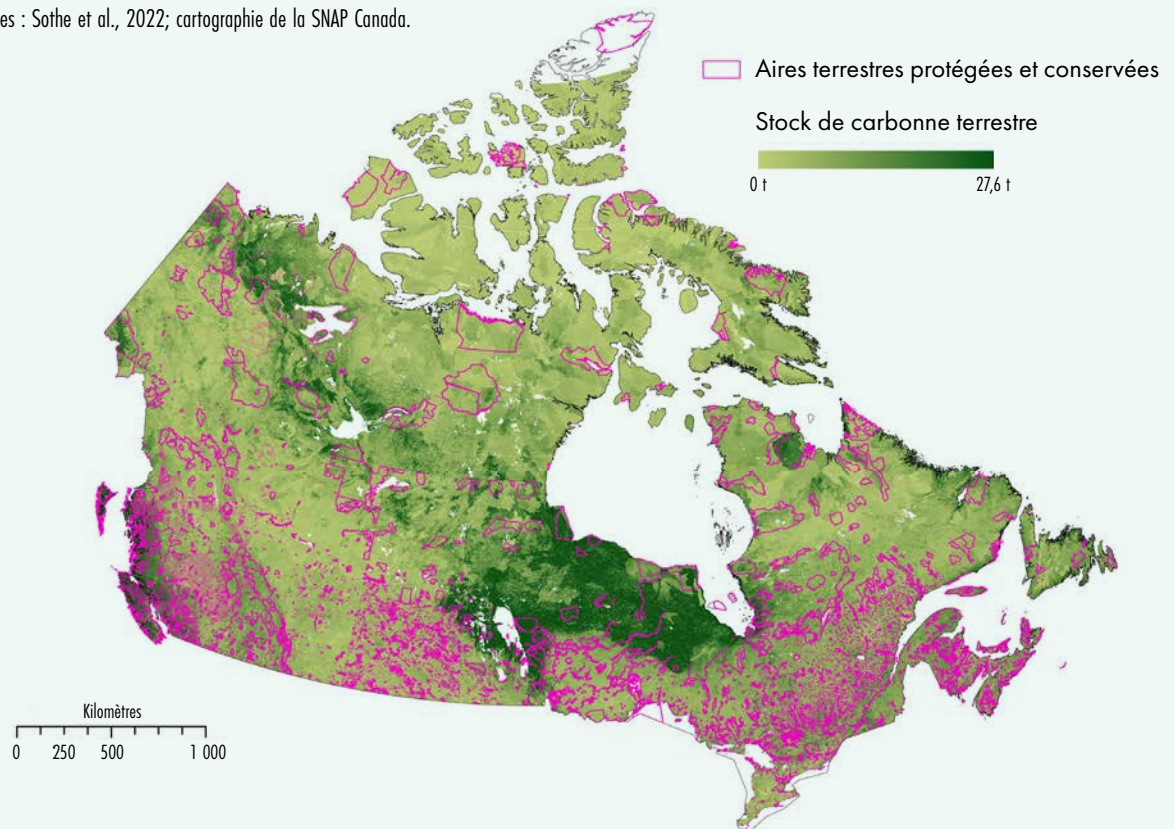 es : Sothe et al., 2022; cartographie de la SNAP Canada.
Aires terrestres protégées et conservées
Stock de carbonne terrestre
0 t 27,6 t
Kilomètres
0 250 500 1 000